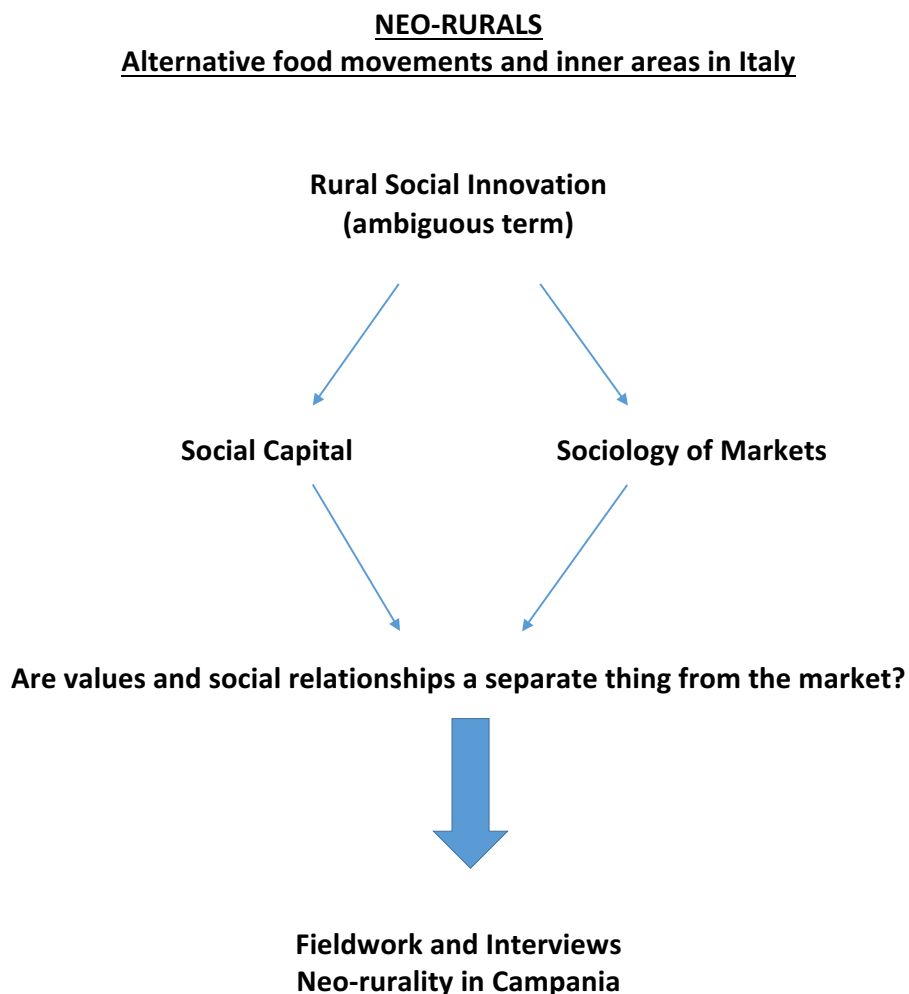 NEO-RURALS
Alternative food movements and inner areas in Italy
Rural Social Innovation
(ambiguous term)
Social Capital
Sociology of Markets
Are values and social relationships a separate thing from the market?
Fieldwork and Interviews
Neo-rurality in Campania